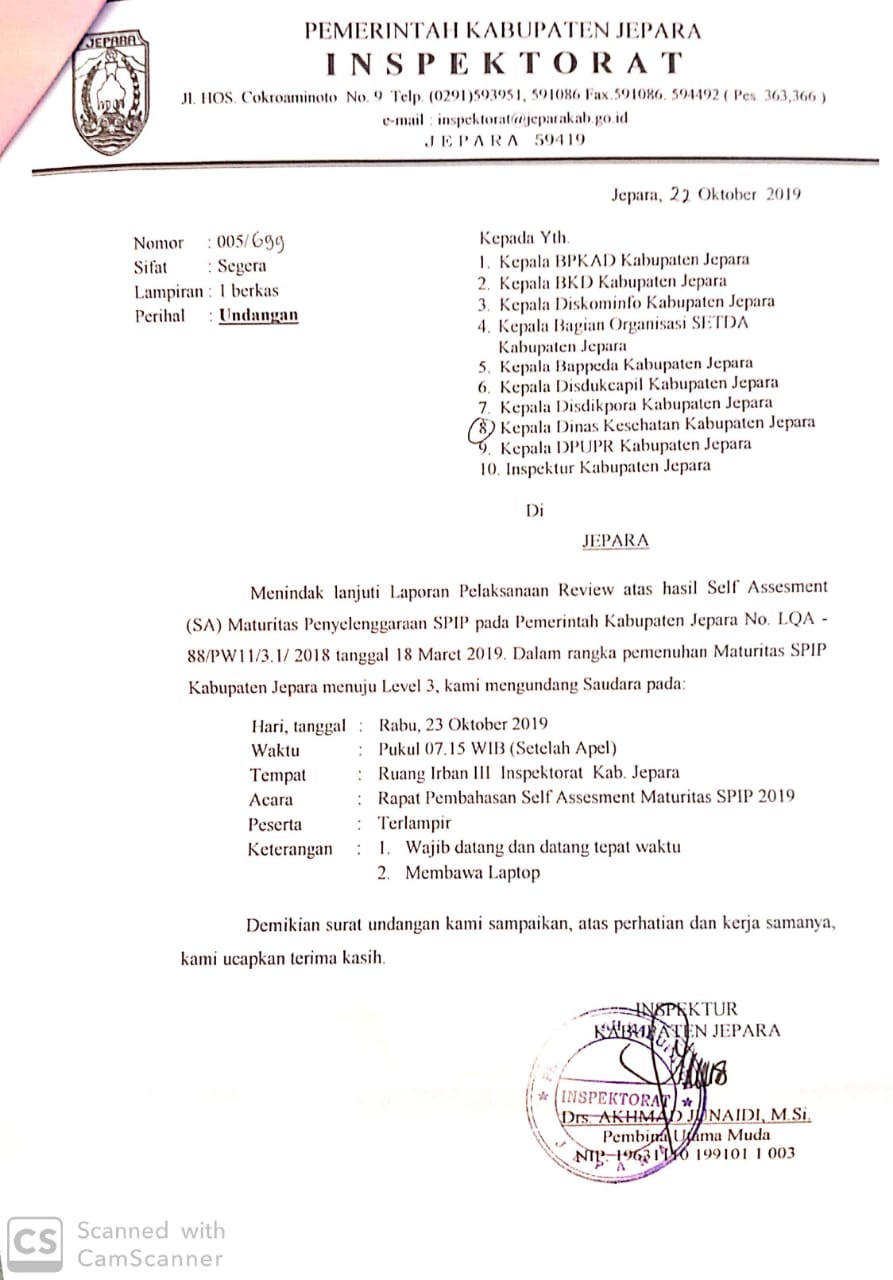 JEPARA
PEMERINTAH KABUPATEN JEPARA
INSPEKTORAT
Jl. HOS. Cokroaminoto No. 9 Telp. (0291)593951, 591086 Fax.591086. 594492 ( Pes. 363,366 )
e-mail : inspektorat@jeparakab.go.id
JEPARA 59419
Jepara, 22 Oktober 2019
Nomor : 005/699
Sifat : Segera
Lampiran : 1 berkas
Perihal : Undangan
Kepada Yth.
1. Kepala BPKAD Kabupaten Jepara
2. Kepala BKD Kabupaten Jepara
3. Kepala Diskominfo Kabupaten Jepara
4. Kepala Bagian Organisasi SETDA
Kabupaten Jepara
5. Kepala Bappeda Kabupaten Jepara
6. Kepala Disdukcapil Kabupaten Jepara
7. Kepala Disdikpora Kabupaten Jepara
8. Kepala Dinas Kesehatan Kabupaten Jepara
9. Kepala DPUPR Kabupaten Jepara
10. Inspektur Kabupaten Jepara
Di
JEPARA
Menindak lanjuti Laporan Pelaksanaan Review atas hasil Self Assesment
(SA) Maturitas Penyelenggaraan SPIP pada Pemerintah Kabupaten Jepara No. LQA -
88/PW11/3.1/ 2018 tanggal 18 Maret 2019. Dalam rangka pemenuhan Maturitas SPIP
Kabupaten Jepara menuju Level 3, kami mengundang Saudara pada:
Hari, tanggal : Rabu, 23 Oktober 2019
Waktu : Pukul 07.15 WIB (Setelah Apel)
Tempat : Ruang Irban III Inspektorat Kab. Jepara
Acara : Rapat Pembahasan Self Assesment Maturitas SPIP 2019
Peserta : Terlampir
Keterangan : 1. Wajib datang dan datang tepat waktu
2. Membawa Laptop
Demikian surat undangan kami sampaikan, atas perhatian dan kerja samanya,
kami ucapkan terima kasih.
INSPEKTUR
KABUPATEN JEPARA
INSPEKTORAT
Drs. AKHMAD JUNAIDI, M.Si.
Pembina Utama Muda
NIP. 199101 1 003
CS Scanned with
CamScanner